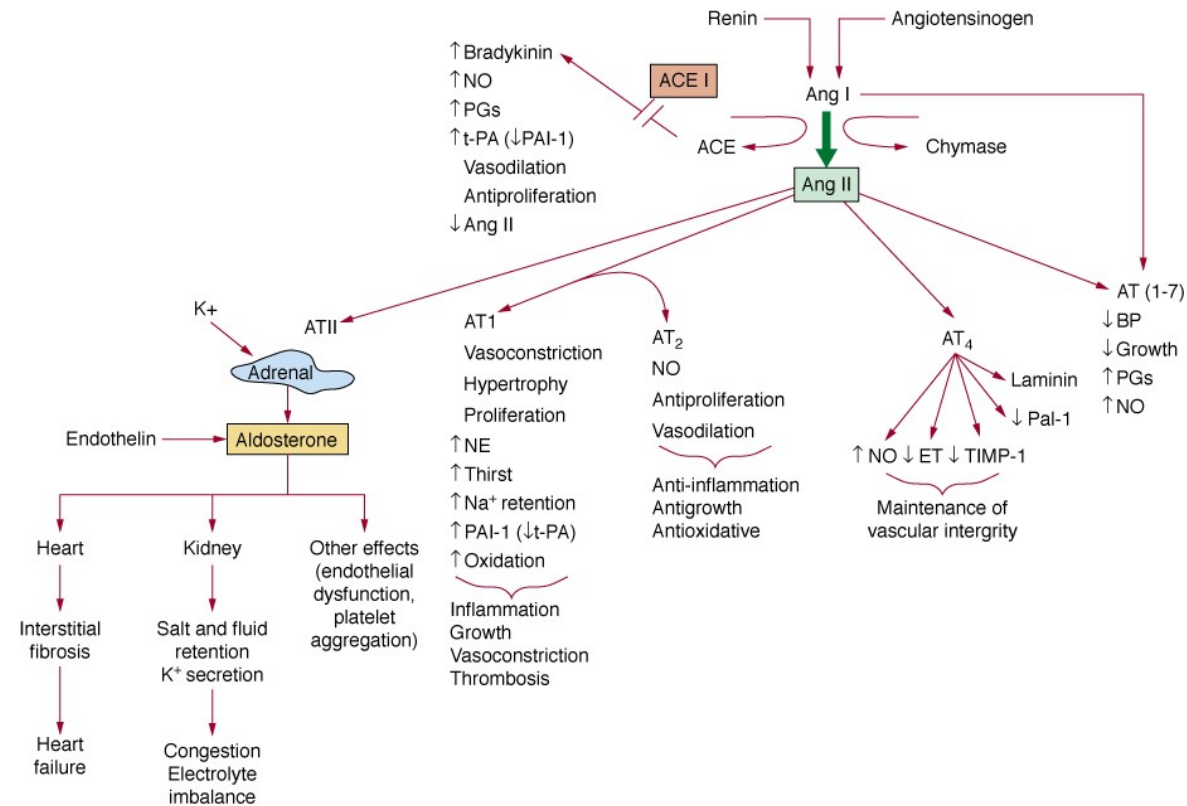 Renin
Angiotensinogen
↑Bradykinin
↑NO
↑PGs
↑t-PA (↓PAI-1)
Vasodilation
Antiproliferation
↓Ang II
ACE I
Ang I
ACE
Chymase
Ang II
K+
ATII
Adrenal
Endothelin
Aldosterone
Heart
Interstitial
fibrosis
Heart
failure
Kidney
Salt and fluid
retention
K⁺ secretion
Congestion
Electrolyte
imbalance
Other effects
(endothelial
dysfunction,
platelet
aggregation)
AT1
Vasoconstriction
Hypertrophy
Proliferation
↑NE
↑Thirst
↑Na⁺ retention
↑PAI-1 (↓t-PA)
↑Oxidation
Inflammation
Growth
Vasoconstriction
Thrombosis
AT₂
NO
Antiproliferation
Vasodilation
Anti-inflammation
Antigrowth
Antioxidative
AT₄
Laminin
↓ Pal-1
↑ NO ↓ ET ↓ TIMP-1
Maintenance of
vascular intergrity
AT (1-7)
↓BP
↓Growth
↑PGs
↑NO